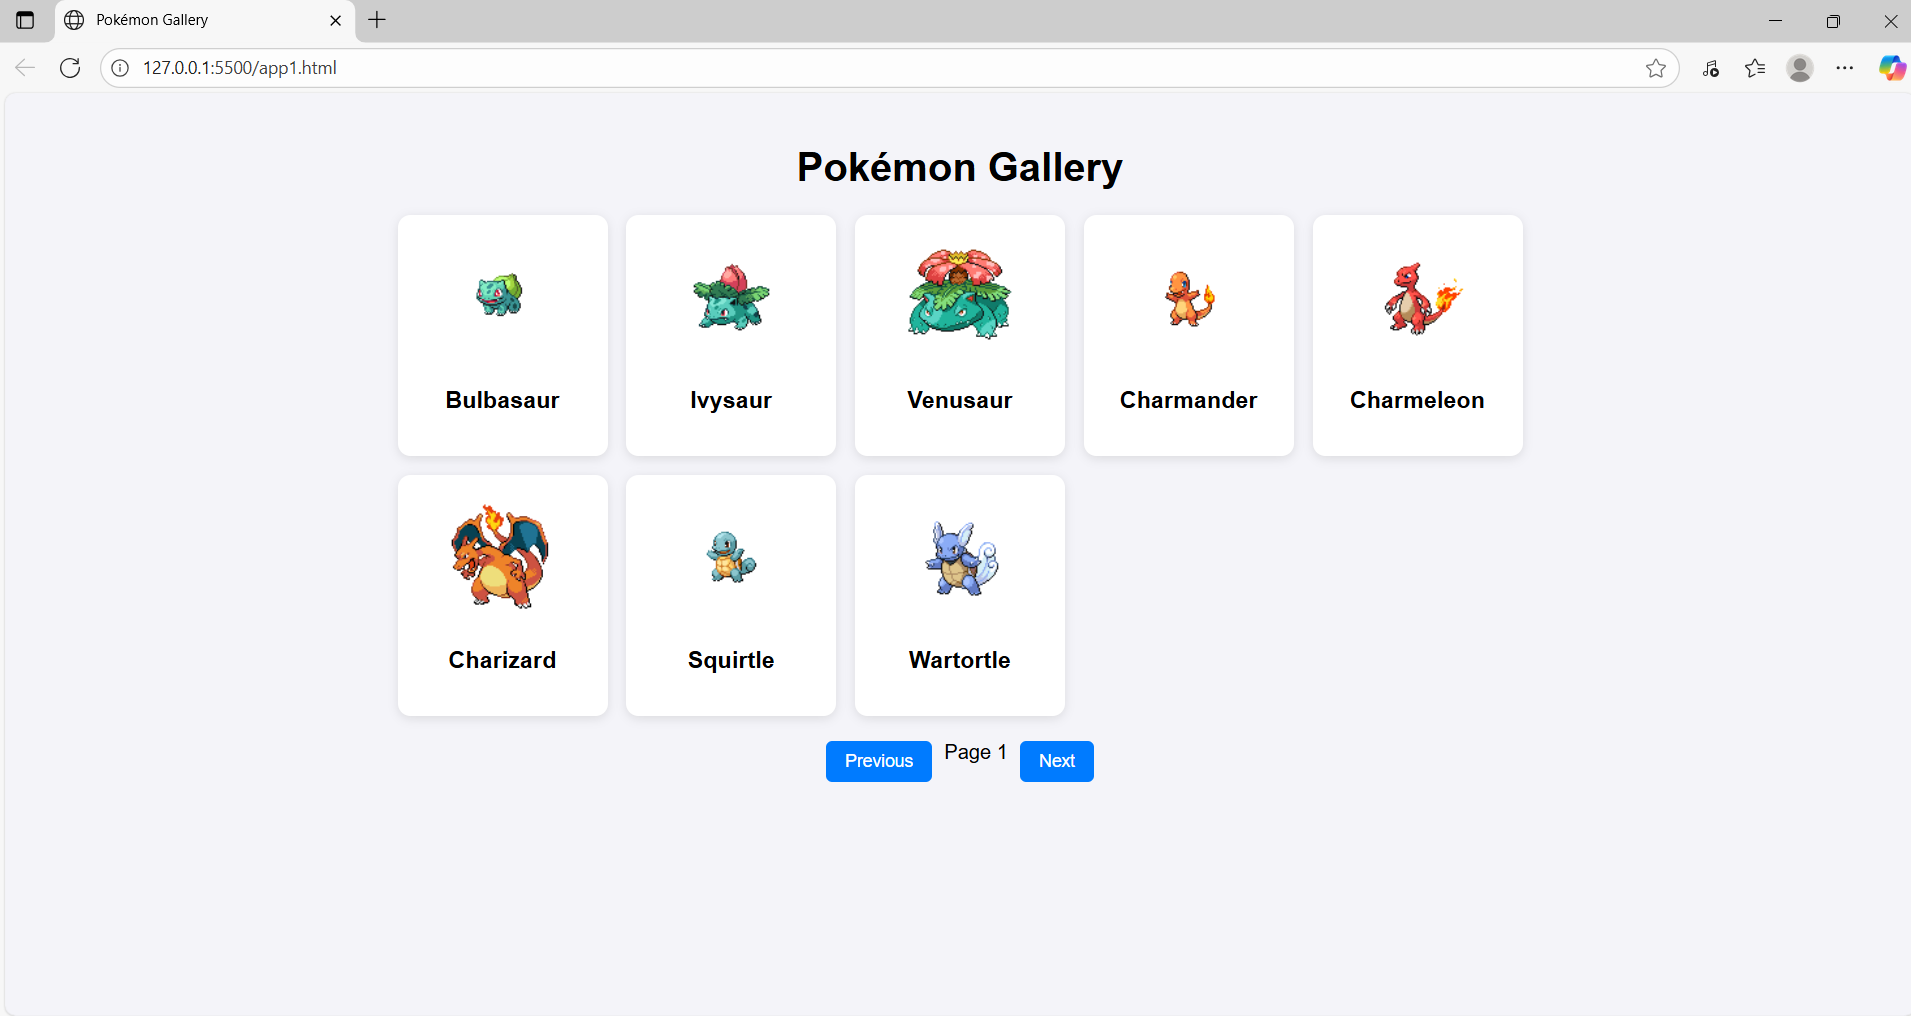 Pokémon Gallery
127.0.0.1:5500/app1.html
Pokémon Gallery
Bulbasaur
Ivysaur
Venusaur
Charmander
Charmeleon
Charizard
Squirtle
Wartortle
Previous Page 1 Next